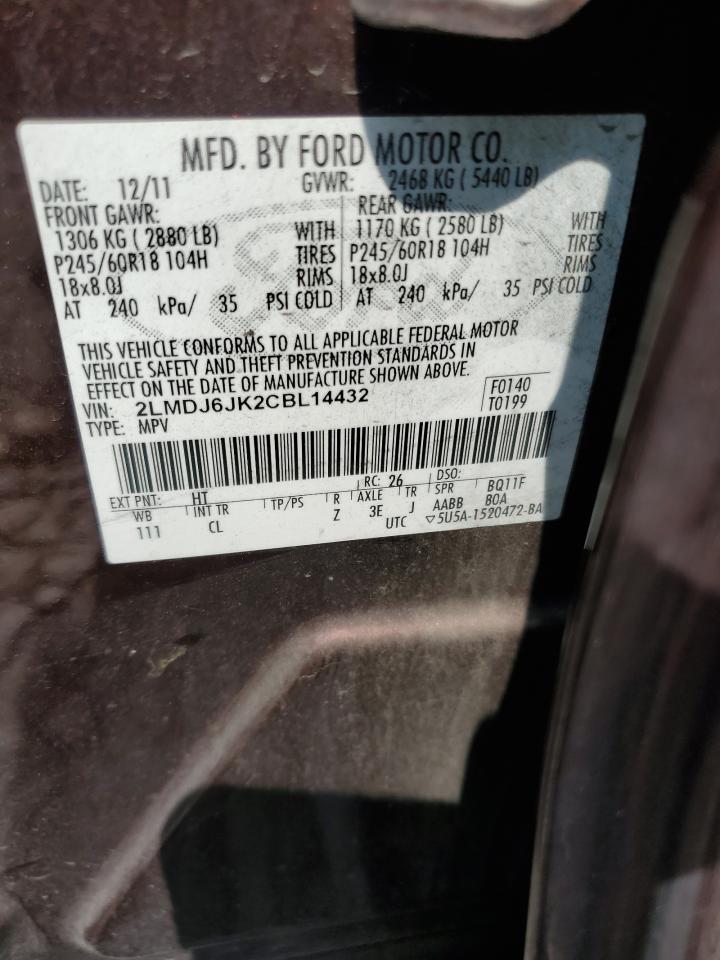 MFD. BY FORD MOTOR CO.
DATE: 12/11 GVWR: 2468 KG ( 5440 LB)
FRONT GAWR: REAR GAWR:
1306 KG ( 2880 LB) WITH 1170 KG ( 2580 LB) WITH
P245/60R18 104H TIRES P245/60R18 104H TIRES
18x8.0J RIMS 18x8.0J RIMS
AT 240 kPa/ 35 PSI COLD AT 240 kPa/ 35 PSI COLD
THIS VEHICLE CONFORMS TO ALL APPLICABLE FEDERAL MOTOR
VEHICLE SAFETY AND THEFT PREVENTION STANDARDS IN
EFFECT ON THE DATE OF MANUFACTURE SHOWN ABOVE.
VIN: 2LMDJ6JK2CBL14432 F0140
TYPE: MPV T0199
EXT PNT: HT RC: 26 DSO:
WB INT TR TP/PS R AXLE TR SPR BQ11F
111 CL Z 3E J AABB B0A
UTC ▽5U5A-1520472-BA